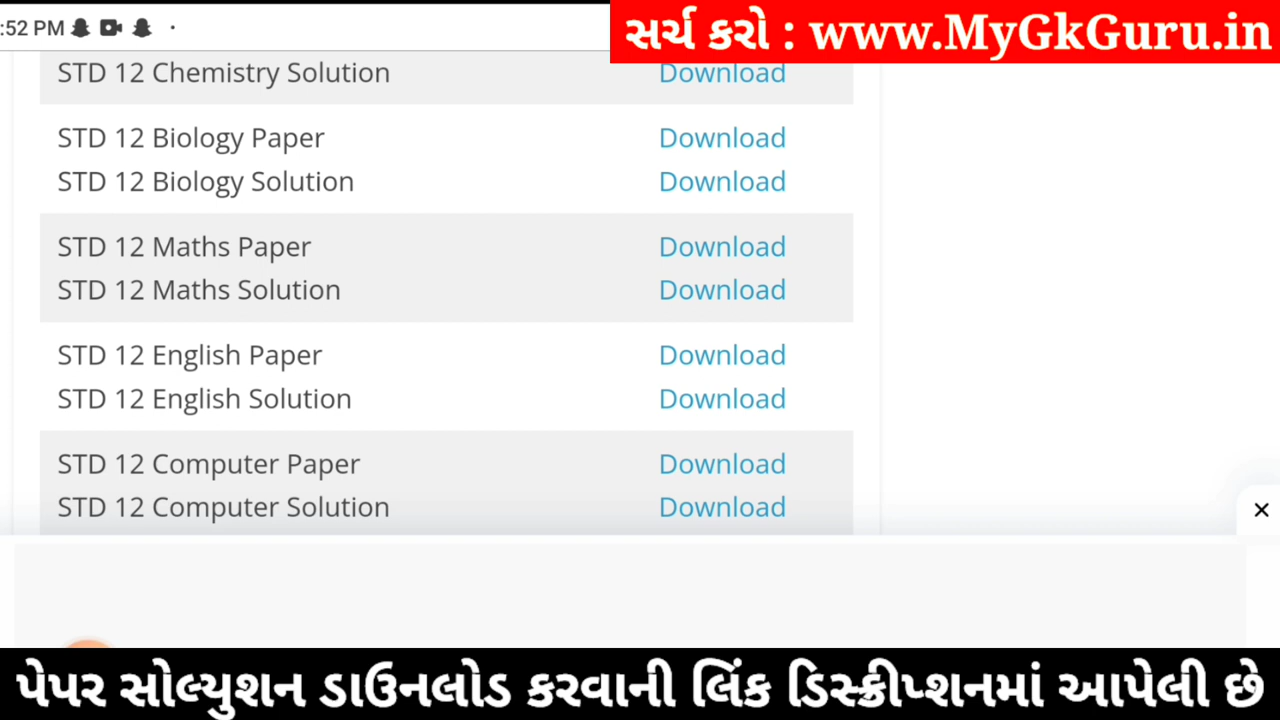 :52 PM
સર્ચ કરો : www.MyGkGuru.in
STD 12 Chemistry Solution Download
STD 12 Biology Paper Download
STD 12 Biology Solution Download
STD 12 Maths Paper Download
STD 12 Maths Solution Download
STD 12 English Paper Download
STD 12 English Solution Download
STD 12 Computer Paper Download
STD 12 Computer Solution Download
પેપર સોલ્યુશન ડાઉનલોડ કરવાની લિંક ડિસ્ક્રીપ્શનમાં આપેલી છે